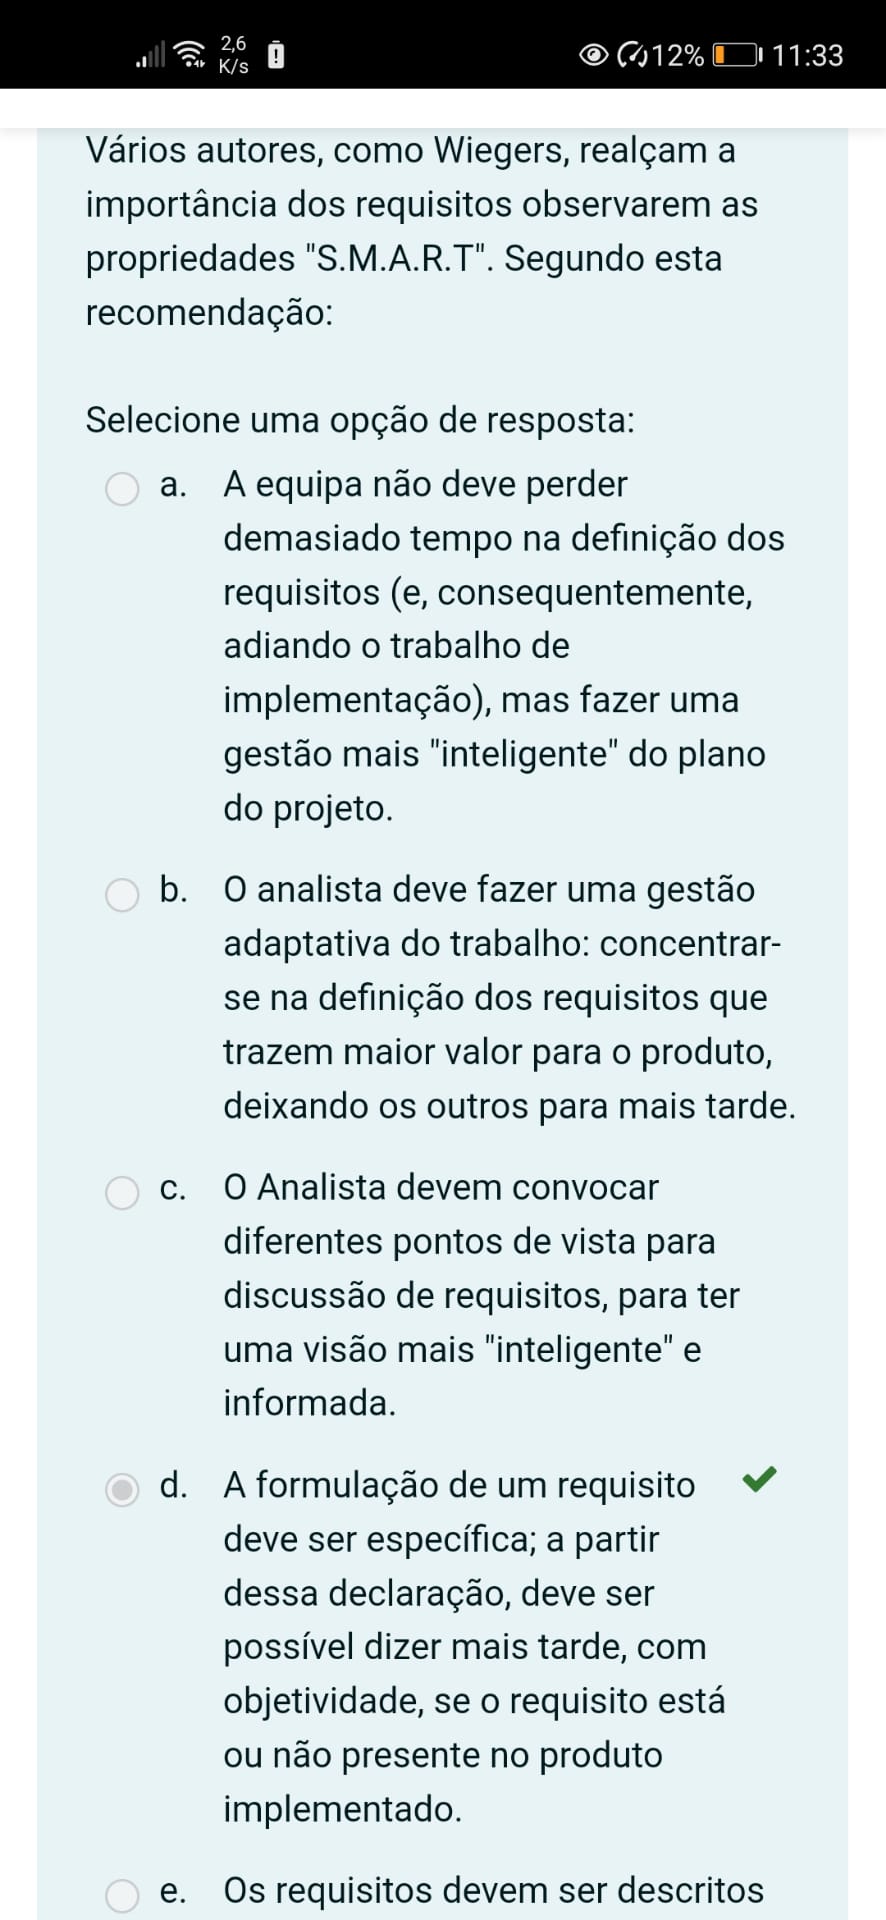 2,6
K/s
12%
11:33
Vários autores, como Wiegers, realçam a
importância dos requisitos observarem as
propriedades "S.M.A.R.T". Segundo esta
recomendação:
Selecione uma opção de resposta:
a. A equipa não deve perder
demasiado tempo na definição dos
requisitos (e, consequentemente,
adiando o trabalho de
implementação), mas fazer uma
gestão mais "inteligente" do plano
do projeto.
b. O analista deve fazer uma gestão
adaptativa do trabalho: concentrar-
se na definição dos requisitos que
trazem maior valor para o produto,
deixando os outros para mais tarde.
c. O Analista devem convocar
diferentes pontos de vista para
discussão de requisitos, para ter
uma visão mais "inteligente" e
informada.
d. A formulação de um requisito
deve ser específica; a partir
dessa declaração, deve ser
possível dizer mais tarde, com
objetividade, se o requisito está
ou não presente no produto
implementado.
e. Os requisitos devem ser descritos